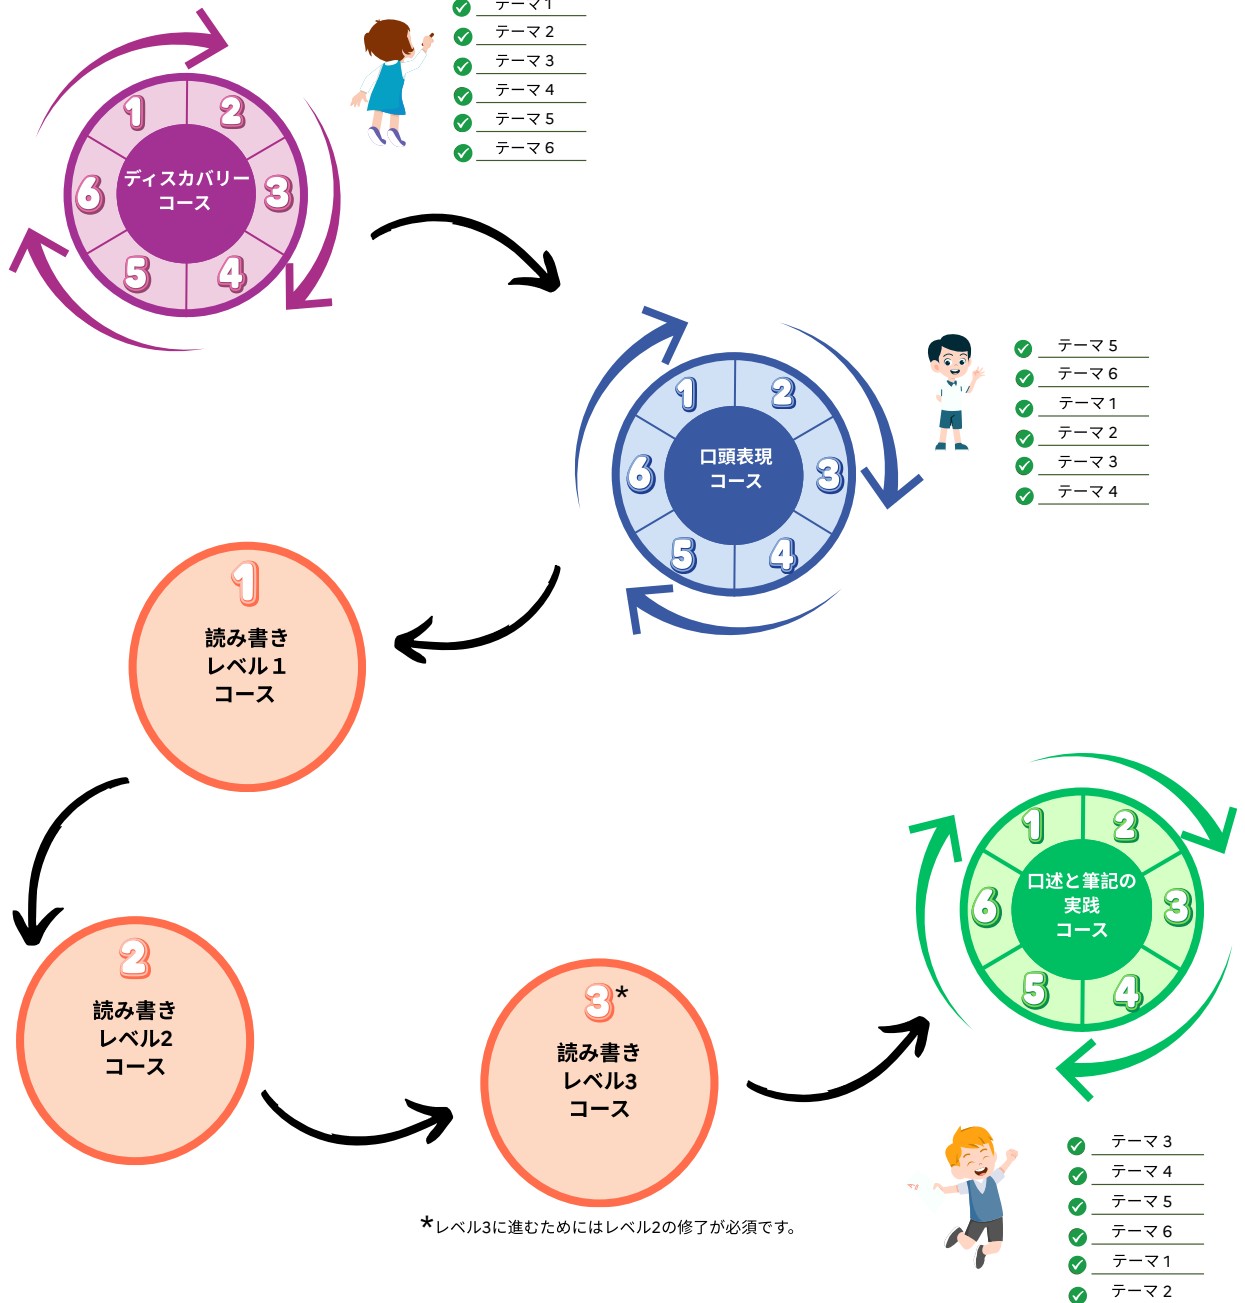 テーマ 1
テーマ 2
テーマ 3
テーマ 4
テーマ 5
テーマ 6
1
2
3
4
5
6
ディスカバリー
コース
テーマ 5
テーマ 6
テーマ 1
テーマ 2
テーマ 3
テーマ 4
1
2
3
4
5
6
口頭表現
コース
1
読み書き
レベル１
コース
2
読み書き
レベル2
コース
3*
読み書き
レベル3
コース
*レベル3に進むためにはレベル2の修了が必須です。
1
2
3
4
5
6
口述と筆記の
実践
コース
テーマ 3
テーマ 4
テーマ 5
テーマ 6
テーマ 1
テーマ 2